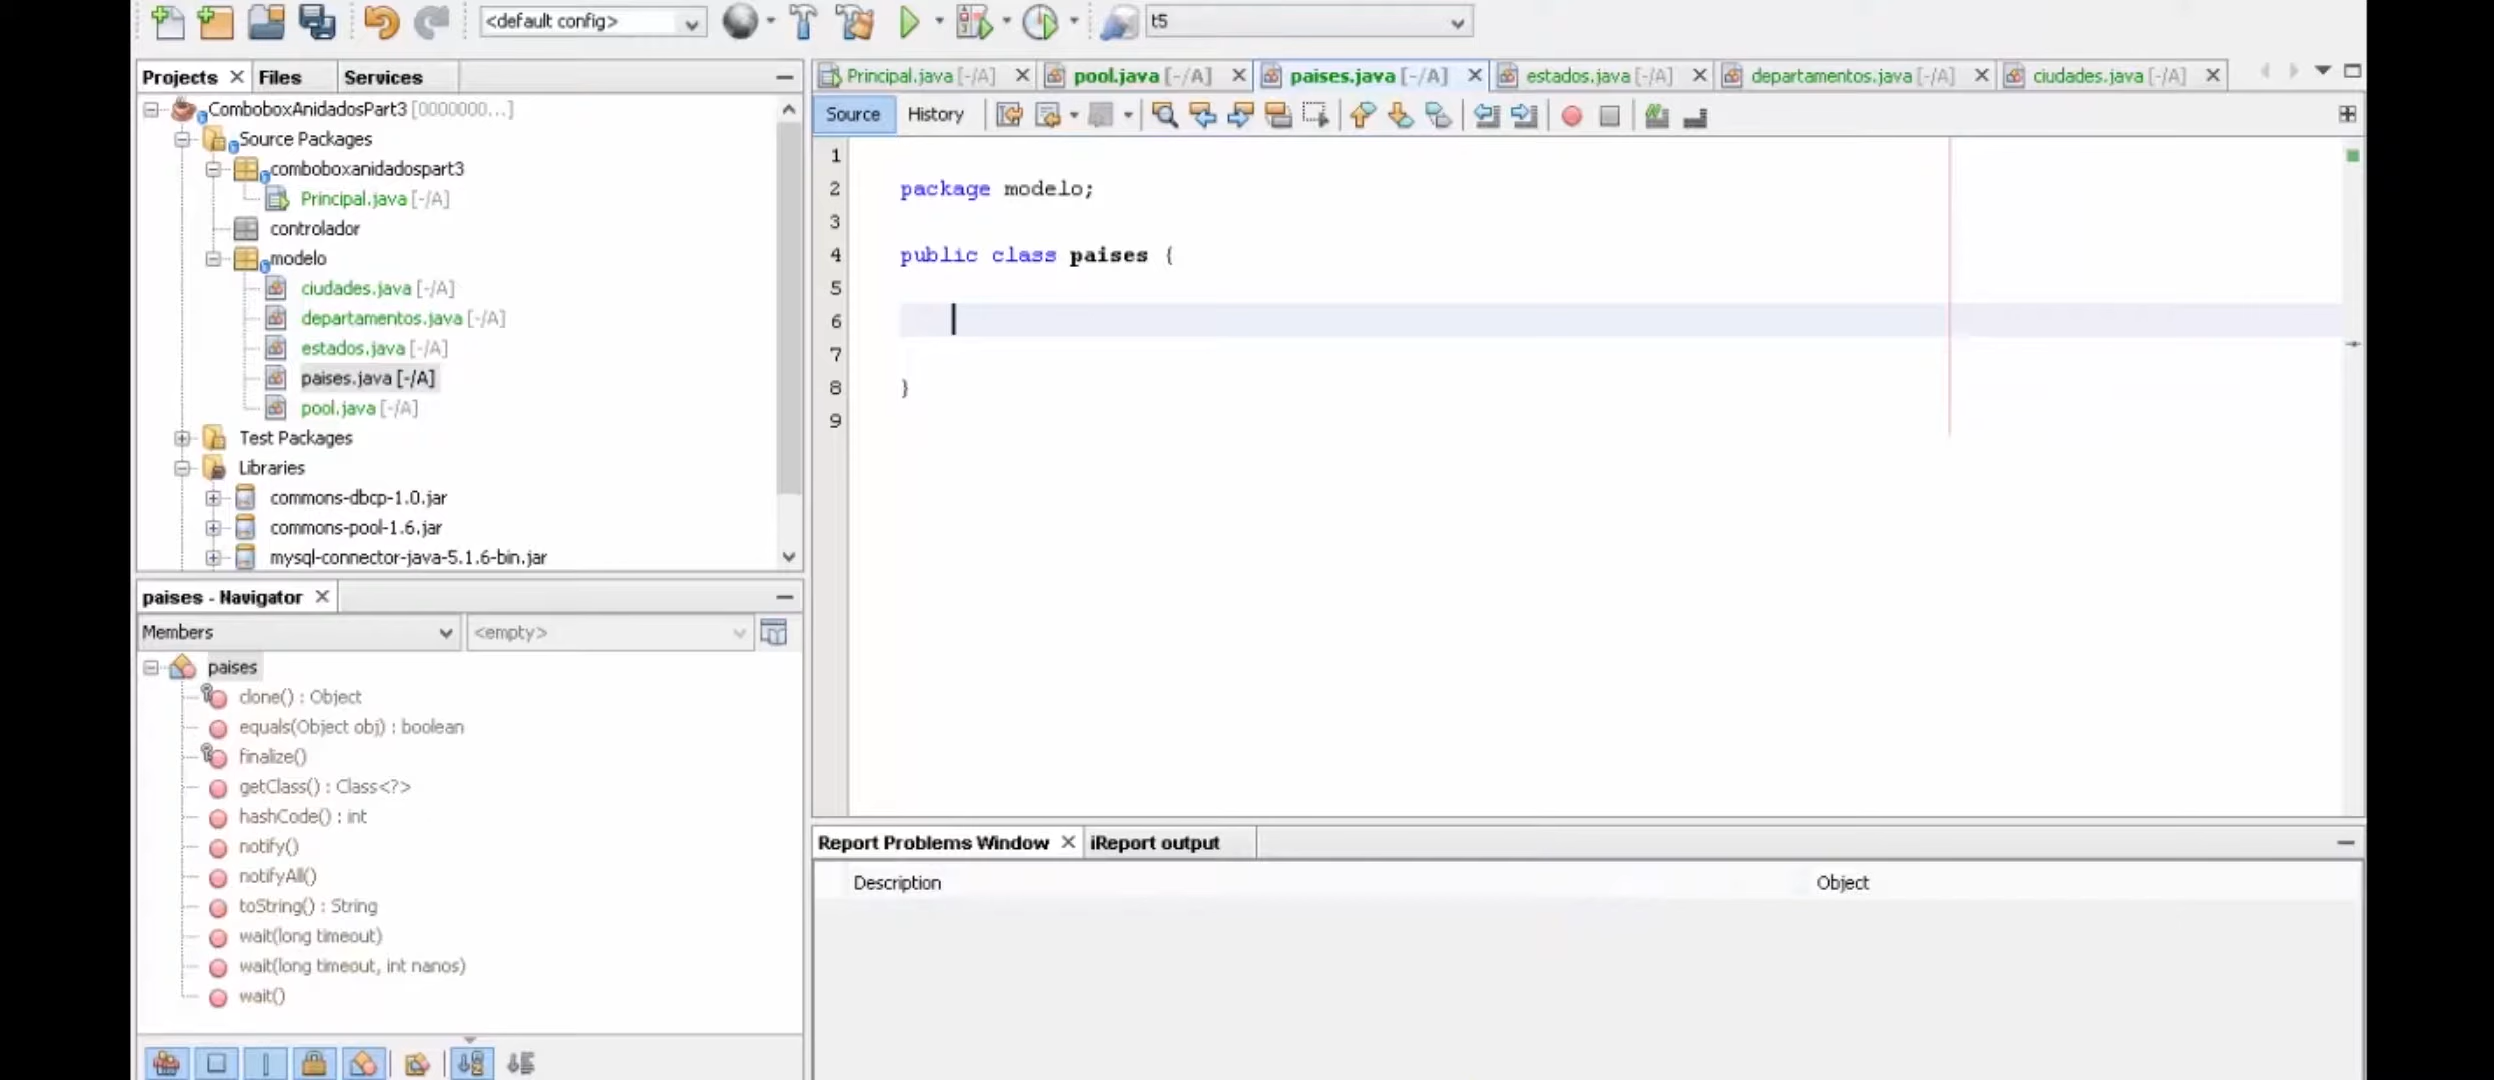 <default config>
t5
Projects
Files
Services
ComboboxAnidadosPart3 [0000000...]
Source Packages
comboboxanidadospart3
Principal.java [-/A]
controlador
modelo
ciudades.java [-/A]
departamentos.java [-/A]
estados.java [-/A]
paises.java [-/A]
pool.java [-/A]
Test Packages
Libraries
commons-dbcp-1.0.jar
commons-pool-1.6.jar
mysql-connector-java-5.1.6-bin.jar
paises - Navigator
Members
<empty>
paises
clone() : Object
equals(Object obj) : boolean
finalize()
getClass() : Class<?>
hashCode() : int
notify()
notifyAll()
toString() : String
wait(long timeout)
wait(long timeout, int nanos)
wait()
Principal.java [-/A]
pool.java [-/A]
paises.java [-/A]
estados.java [-/A]
departamentos.java [-/A]
ciudades.java [-/A]
Source
History
1
2 package modelo;
3
4 public class paises {
5
6
7
8 }
9
Report Problems Window
iReport output
Description
Object